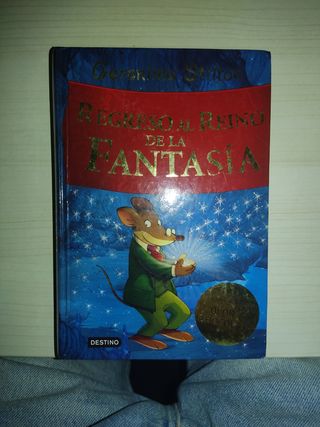 Geronimo Stilton
REGRESO AL REINO
DE LA
FANTASÍA
DESTINO